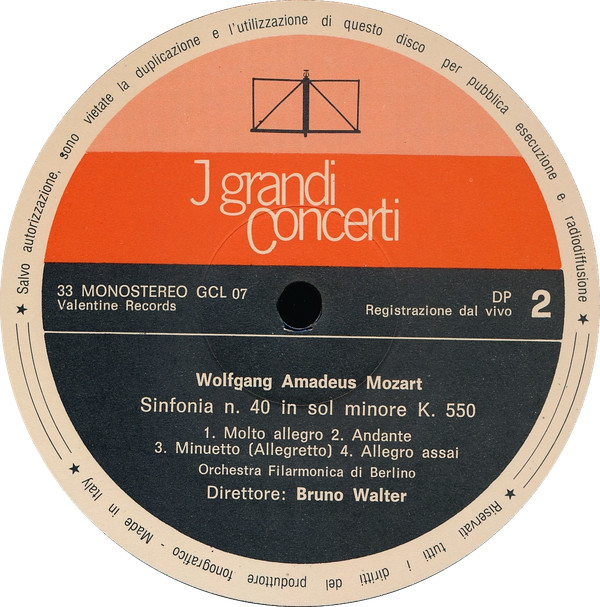 ★ Salvo autorizzazione, sono vietate la duplicazione e l'utilizzazione di questo disco per pubblica esecuzione e radiodiffusione ★
J grandi
concerti
33 MONOSTEREO GCL 07
Valentine Records
DP 2
Registrazione dal vivo
Wolfgang Amadeus Mozart
Sinfonia n. 40 in sol minore K. 550
1. Molto allegro 2. Andante
3. Minuetto (Allegretto) 4. Allegro assai
Orchestra Filarmonica di Berlino
Direttore: Bruno Walter
★ Riservati tutti i diritti del produttore fonografico - Made in Italy ★